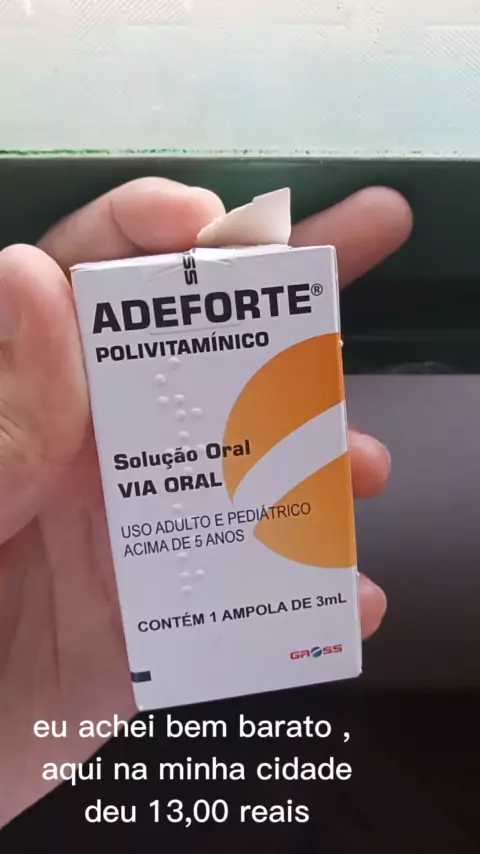 SS
ADEFORTE®
POLIVITAMÍNICO
Solução Oral
VIA ORAL
USO ADULTO E PEDIÁTRICO
ACIMA DE 5 ANOS
CONTÉM 1 AMPOLA DE 3mL
GROSS
eu achei bem barato ,
aqui na minha cidade
deu 13,00 reais